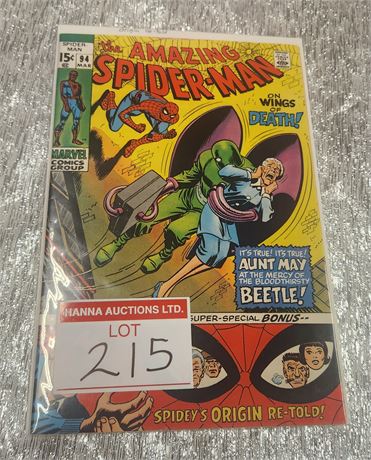 SPIDER
MAN
15¢
94
MAR
MARVEL
COMICS
GROUP
THE AMAZING
SPIDER-MAN
ON
WINGS
OF
DEATH!
IT'S TRUE! IT'S TRUE!
AUNT MAY
AT THE MERCY OF
THE BLOODTHIRSTY
BEETLE!
HANNA AUCTIONS LTD.
LOT
215
SUPER-SPECIAL BONUS--
SPIDEY'S ORIGIN RE-TOLD!